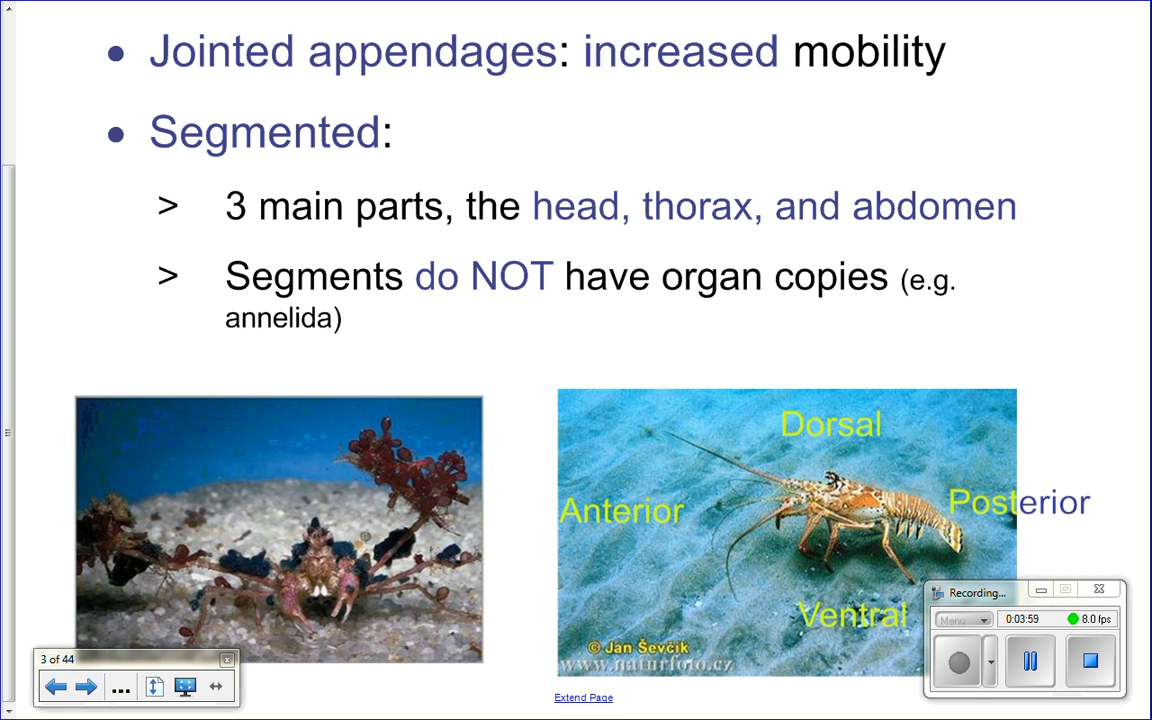 • Jointed appendages: increased mobility
• Segmented:
> 3 main parts, the head, thorax, and abdomen
> Segments do NOT have organ copies (e.g.
annelida)
Dorsal
Anterior
Posterior
Ventral
© Jan Ševčík
www.naturfoto.cz
Recording...
Menu
0:03:59
8.0 fps
3 of 44
...
Extend Page